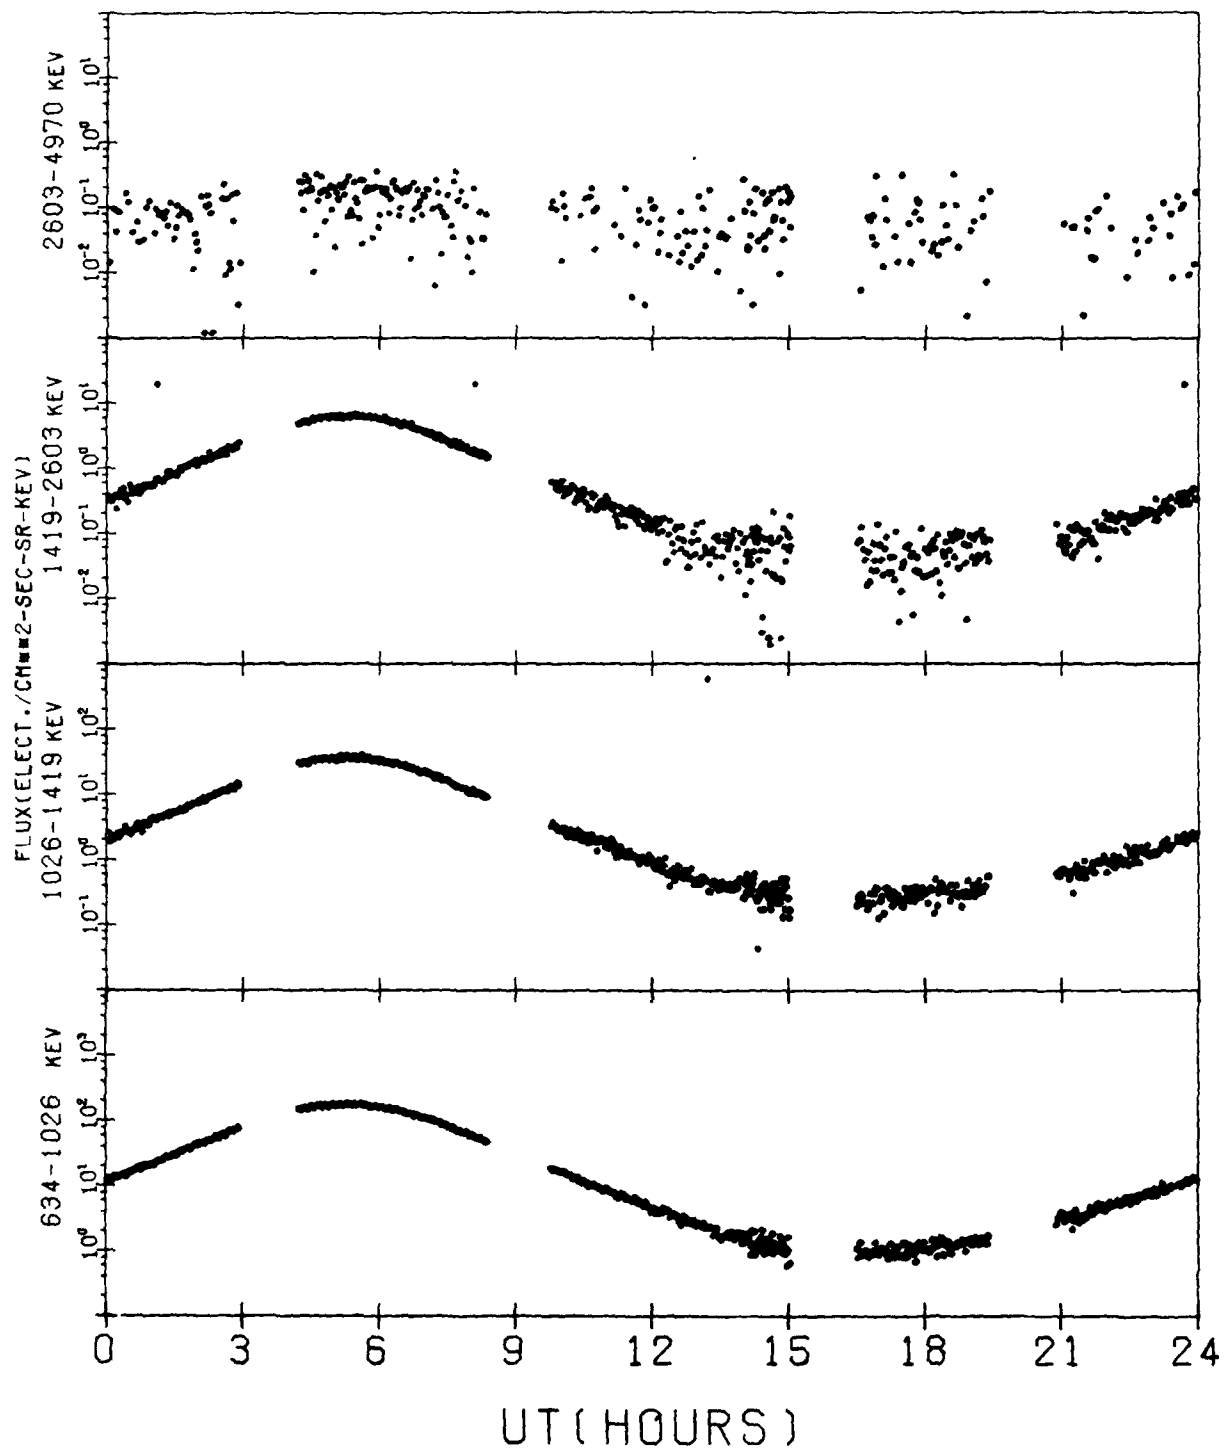 FLUX(ELECT./CM**2-SEC-SR-KEV)
2603-4970 KEV
10¹
10⁰
10⁻¹
10⁻²
1419-2603 KEV
10¹
10⁰
10⁻¹
10⁻²
1026-1419 KEV
10²
10¹
10⁰
10⁻¹
634-1026 KEV
10³
10²
10¹
10⁰
0 3 6 9 12 15 18 21 24
UT(HOURS)